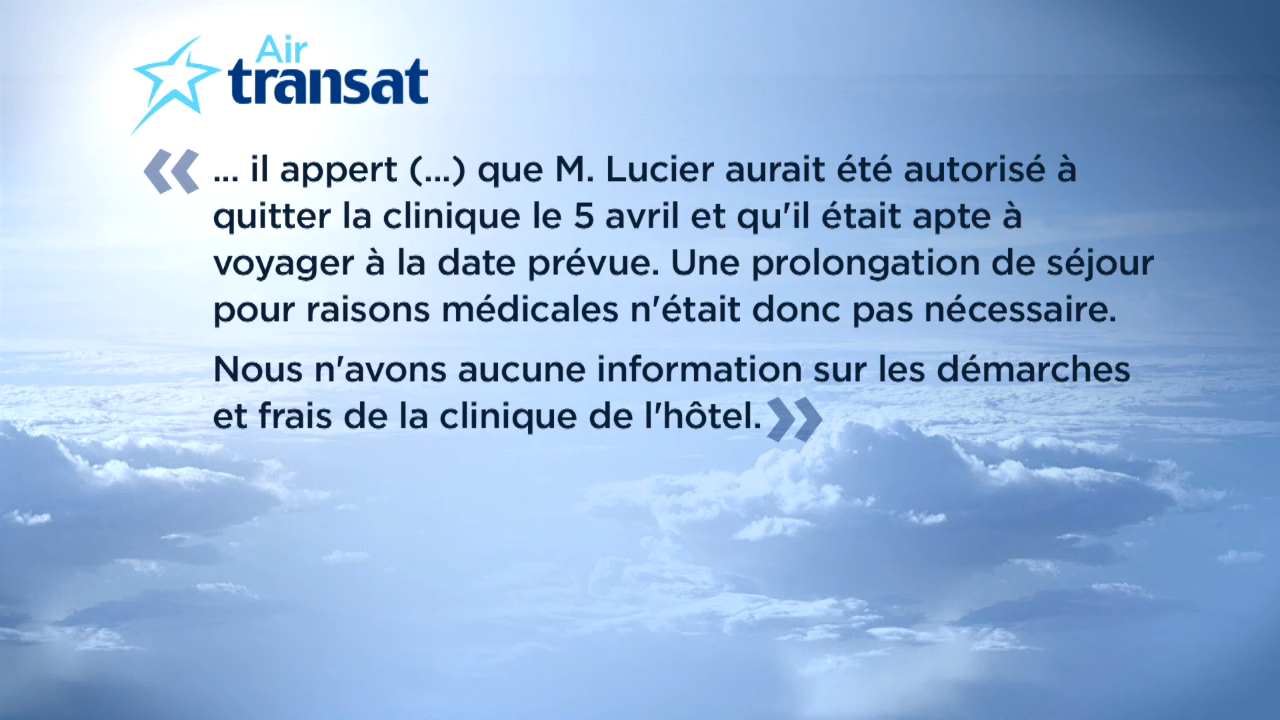 Air
transat
« ... il appert (...) que M. Lucier aurait été autorisé à
quitter la clinique le 5 avril et qu'il était apte à
voyager à la date prévue. Une prolongation de séjour
pour raisons médicales n'était donc pas nécessaire.
Nous n'avons aucune information sur les démarches
et frais de la clinique de l'hôtel. »